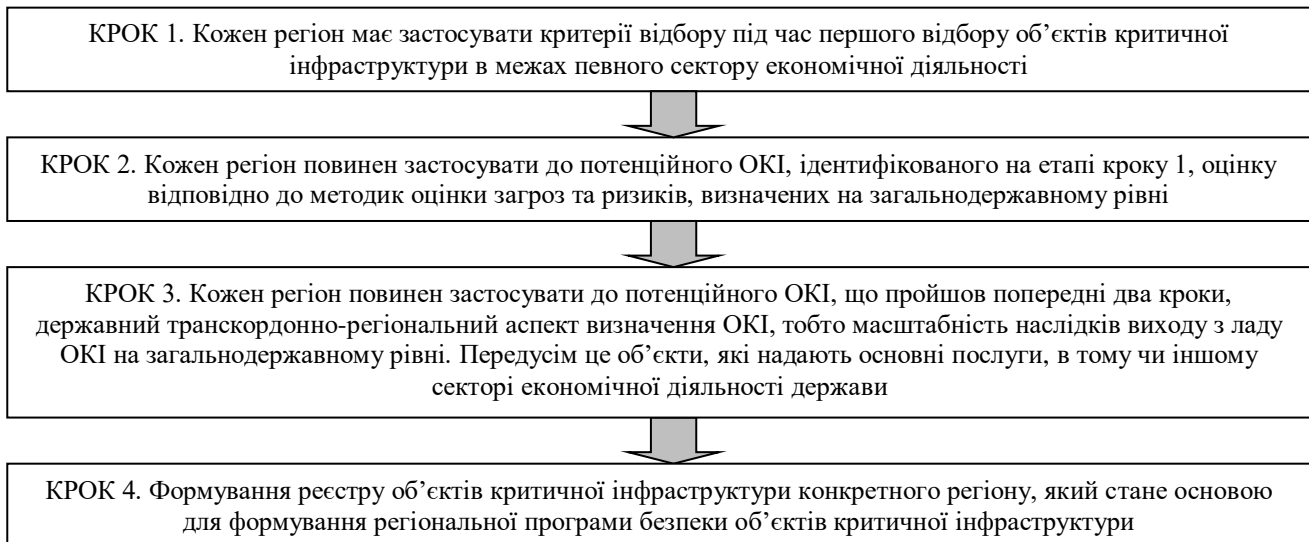 КРОК 1. Кожен регіон має застосувати критерії відбору під час першого відбору об’єктів критичної
інфраструктури в межах певного сектору економічної діяльності
КРОК 2. Кожен регіон повинен застосувати до потенційного ОКІ, ідентифікованого на етапі кроку 1, оцінку
відповідно до методик оцінки загроз та ризиків, визначених на загальнодержавному рівні
КРОК 3. Кожен регіон повинен застосувати до потенційного ОКІ, що пройшов попередні два кроки,
державний транскордонно-регіональний аспект визначення ОКІ, тобто масштабність наслідків виходу з ладу
ОКІ на загальнодержавному рівні. Передусім це об’єкти, які надають основні послуги, в тому чи іншому
секторі економічної діяльності держави
КРОК 4. Формування реєстру об’єктів критичної інфраструктури конкретного регіону, який стане основою
для формування регіональної програми безпеки об’єктів критичної інфраструктури